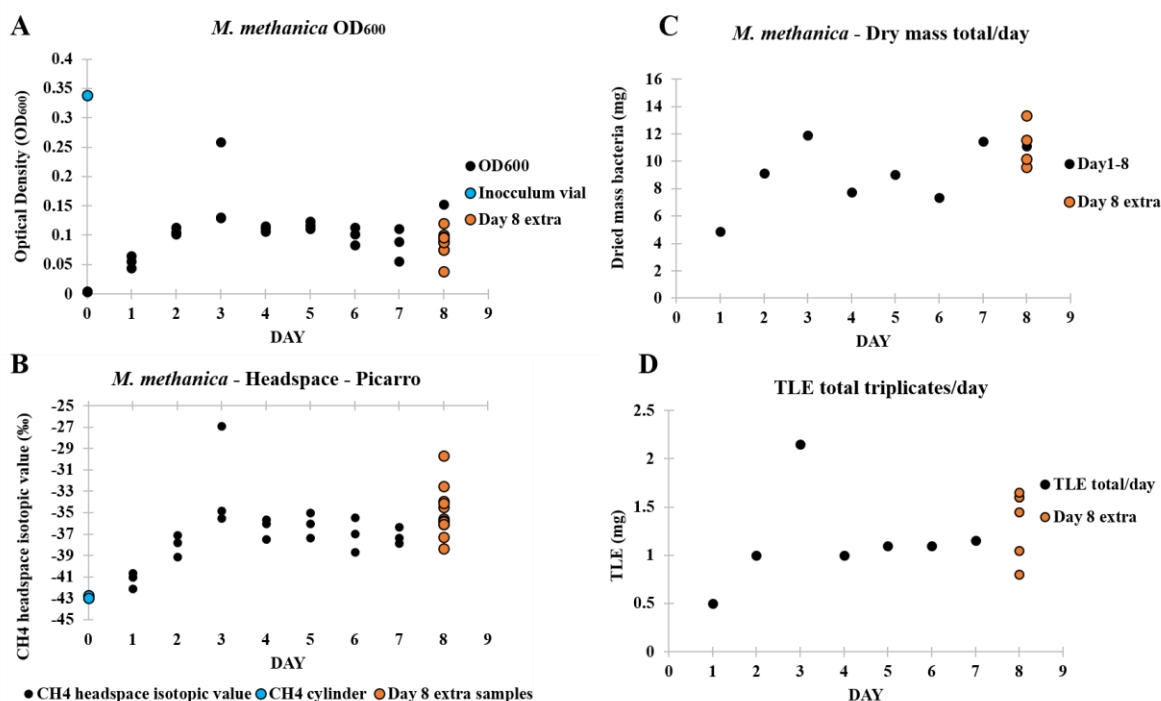 A
M. methanica OD600
Optical Density (OD600)
0.4
0.35
0.3
0.25
0.2
0.15
0.1
0.05
0
0 1 2 3 4 5 6 7 8 9
DAY
OD600
Inocculum vial
Day 8 extra
C
M. methanica - Dry mass total/day
Dried mass bacteria (mg)
16
14
12
10
8
6
4
2
0
0 1 2 3 4 5 6 7 8 9
DAY
Day1-8
Day 8 extra
B
M. methanica - Headspace - Picarro
CH4 headspace isotopic value (‰)
-25
-27
-29
-31
-33
-35
-37
-39
-41
-43
-45
0 1 2 3 4 5 6 7 8 9
DAY
CH4 headspace isotopic value CH4 cylinder Day 8 extra samples
D
TLE total triplicates/day
TLE (mg)
2.5
2
1.5
1
0.5
0
0 1 2 3 4 5 6 7 8 9
DAY
TLE total/day
Day 8 extra